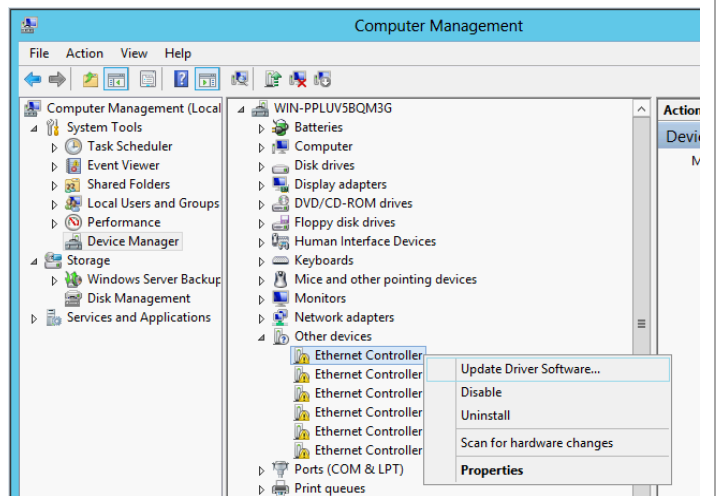 Computer Management
File Action View Help
Computer Management (Local
System Tools
Task Scheduler
Event Viewer
Shared Folders
Local Users and Groups
Performance
Device Manager
Storage
Windows Server Backup
Disk Management
Services and Applications
WIN-PPLUV5BQM3G
Batteries
Computer
Disk drives
Display adapters
DVD/CD-ROM drives
Floppy disk drives
Human Interface Devices
Keyboards
Mice and other pointing devices
Monitors
Network adapters
Other devices
Ethernet Controller
Ethernet Controller
Ethernet Controller
Ethernet Controller
Ethernet Controller
Ethernet Controller
Ports (COM & LPT)
Print queues
Update Driver Software...
Disable
Uninstall
Scan for hardware changes
Properties
Action
Devi
M